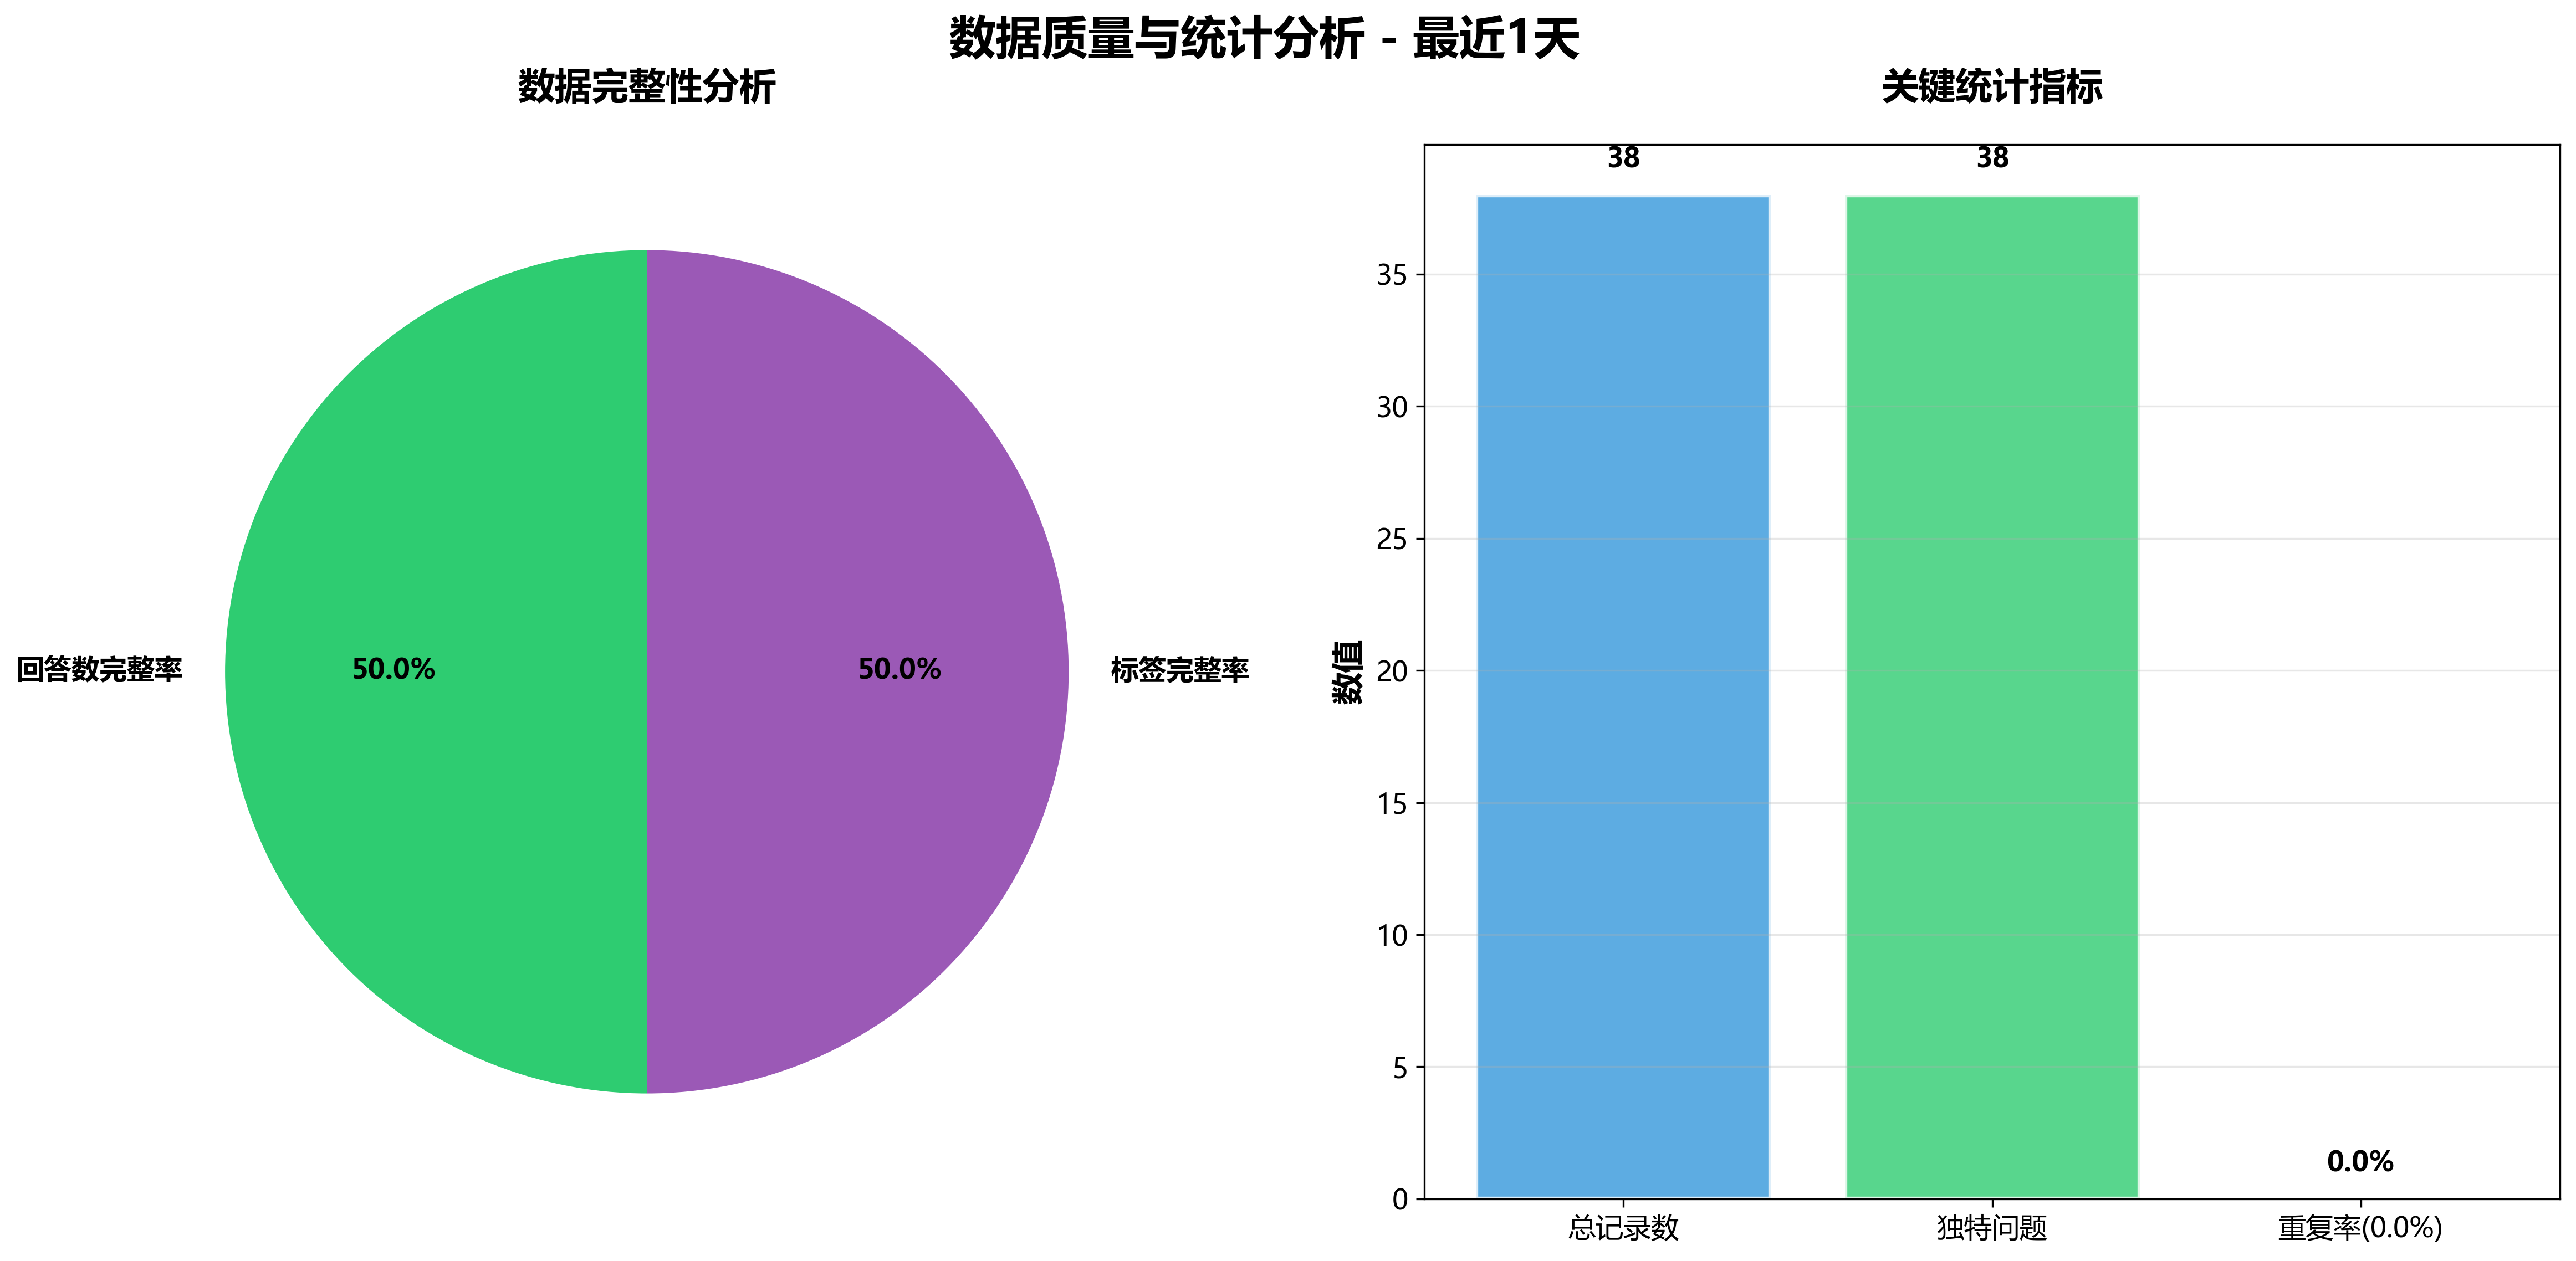 数据质量与统计分析 - 最近1天
数据完整性分析
回答数完整率
50.0%
50.0%
标签完整率
关键统计指标
数值
38
38
0.0%
35
30
25
20
15
10
5
0
总记录数
独特问题
重复率(0.0%)